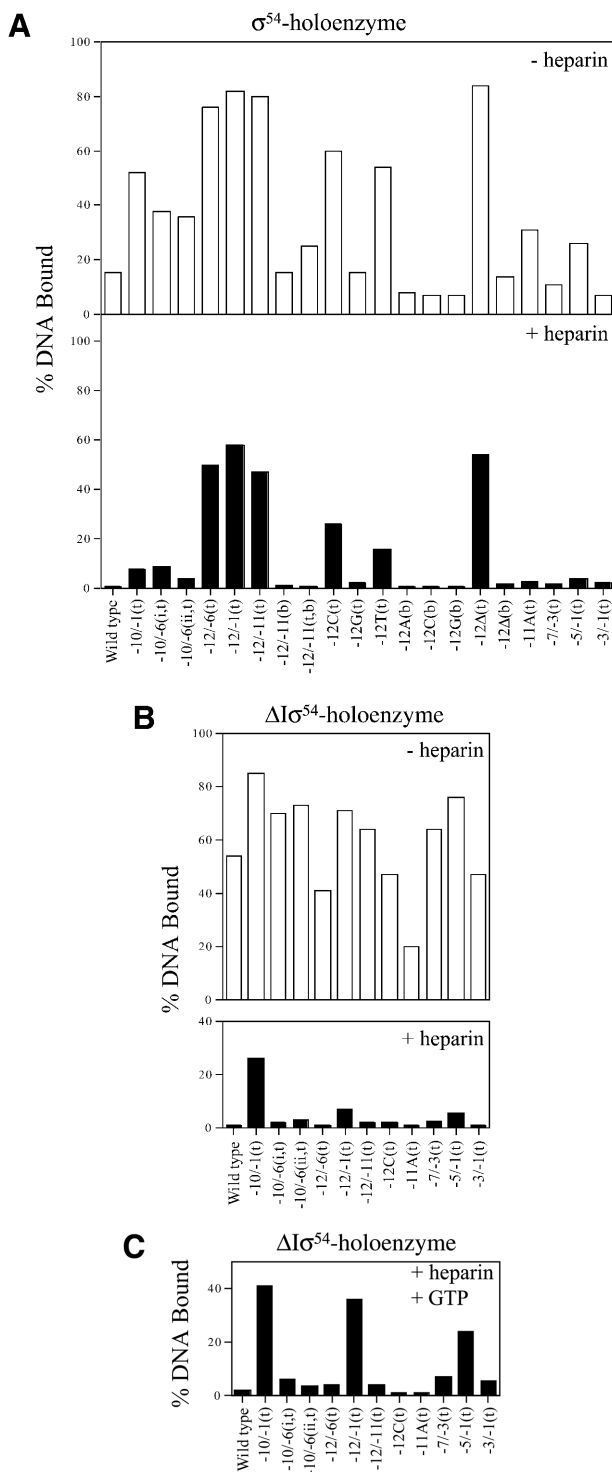 A
σ54-holoenzyme
- heparin
100
80
60
40
20
0
% DNA Bound
+ heparin
100
80
60
40
20
0
Wild type
-10/-1(t)
-10/-6(i,t)
-10/-6(ii,t)
-12/-6(t)
-12/-1(t)
-12/-11(t)
-12/-11(b)
-12/-11(t,b)
-12C(t)
-12G(t)
-12T(t)
-12A(b)
-12C(b)
-12G(b)
-12Δ(t)
-12Δ(b)
-11A(t)
-7/-3(t)
-5/-1(t)
-3/-1(t)
B
ΔIσ54-holoenzyme
- heparin
100
80
60
40
20
0
% DNA Bound
+ heparin
40
20
0
Wild type
-10/-1(t)
-10/-6(i,t)
-10/-6(ii,t)
-12/-6(t)
-12/-1(t)
-12/-11(t)
-12C(t)
-11A(t)
-7/-3(t)
-5/-1(t)
-3/-1(t)
C
ΔIσ54-holoenzyme
+ heparin
+ GTP
% DNA Bound
40
20
0
Wild type
-10/-1(t)
-10/-6(i,t)
-10/-6(ii,t)
-12/-6(t)
-12/-1(t)
-12/-11(t)
-12C(t)
-11A(t)
-7/-3(t)
-5/-1(t)
-3/-1(t)